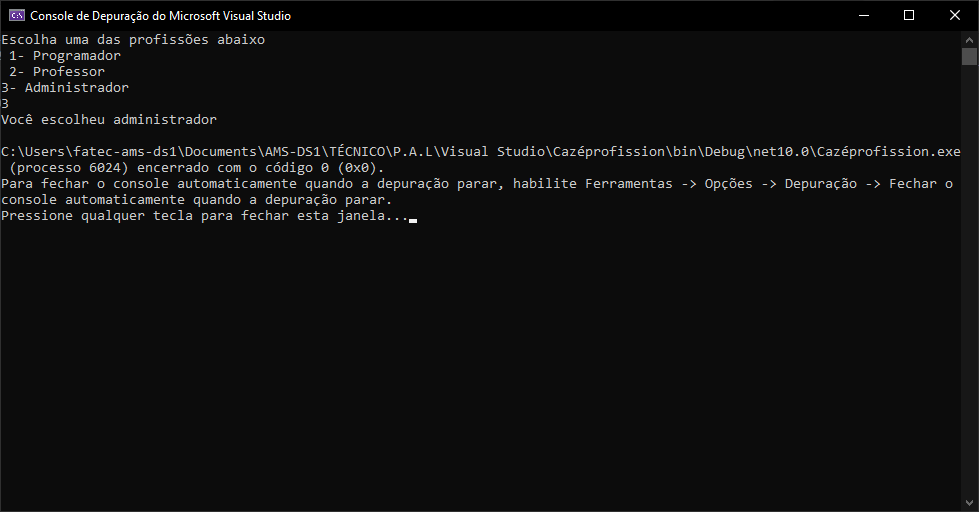 Console de Depuração do Microsoft Visual Studio
Escolha uma das profissões abaixo
 1- Programador
 2- Professor
3- Administrador
3
Você escolheu administrador

C:\Users\fatec-ams-ds1\Documents\AMS-DS1\TÉCNICO\P.A.L\Visual Studio\Cazéprofission\bin\Debug\net10.0\Cazéprofission.exe
 (processo 6024) encerrado com o código 0 (0x0).
Para fechar o console automaticamente quando a depuração parar, habilite Ferramentas -> Opções -> Depuração -> Fechar o
console automaticamente quando a depuração parar.
Pressione qualquer tecla para fechar esta janela...